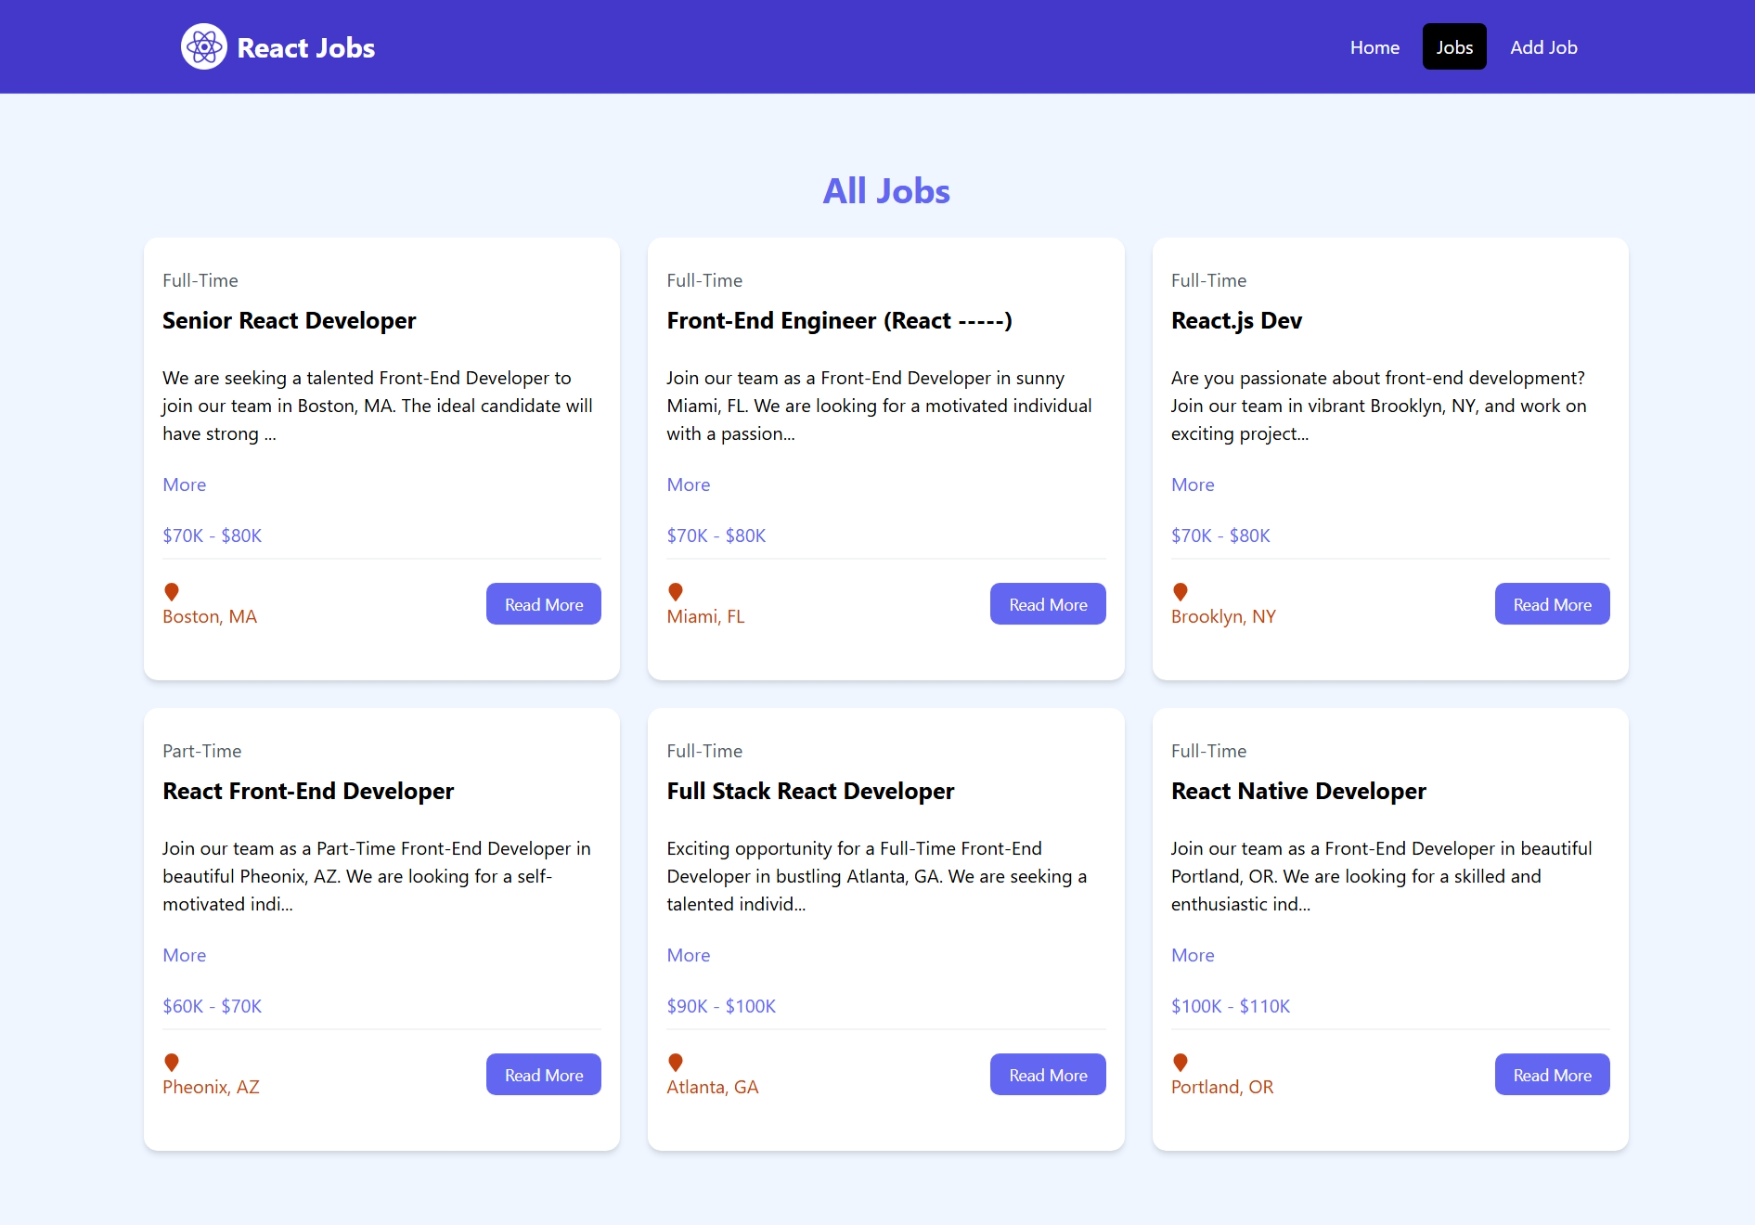 React Jobs
Home
Jobs
Add Job
All Jobs
Full-Time
Senior React Developer
We are seeking a talented Front-End Developer to
join our team in Boston, MA. The ideal candidate will
have strong ...
More
$70K - $80K
Boston, MA
Read More
Full-Time
Front-End Engineer (React -----)
Join our team as a Front-End Developer in sunny
Miami, FL. We are looking for a motivated individual
with a passion...
More
$70K - $80K
Miami, FL
Read More
Full-Time
React.js Dev
Are you passionate about front-end development?
Join our team in vibrant Brooklyn, NY, and work on
exciting project...
More
$70K - $80K
Brooklyn, NY
Read More
Part-Time
React Front-End Developer
Join our team as a Part-Time Front-End Developer in
beautiful Pheonix, AZ. We are looking for a self-
motivated indi...
More
$60K - $70K
Pheonix, AZ
Read More
Full-Time
Full Stack React Developer
Exciting opportunity for a Full-Time Front-End
Developer in bustling Atlanta, GA. We are seeking a
talented individ...
More
$90K - $100K
Atlanta, GA
Read More
Full-Time
React Native Developer
Join our team as a Front-End Developer in beautiful
Portland, OR. We are looking for a skilled and
enthusiastic ind...
More
$100K - $110K
Portland, OR
Read More